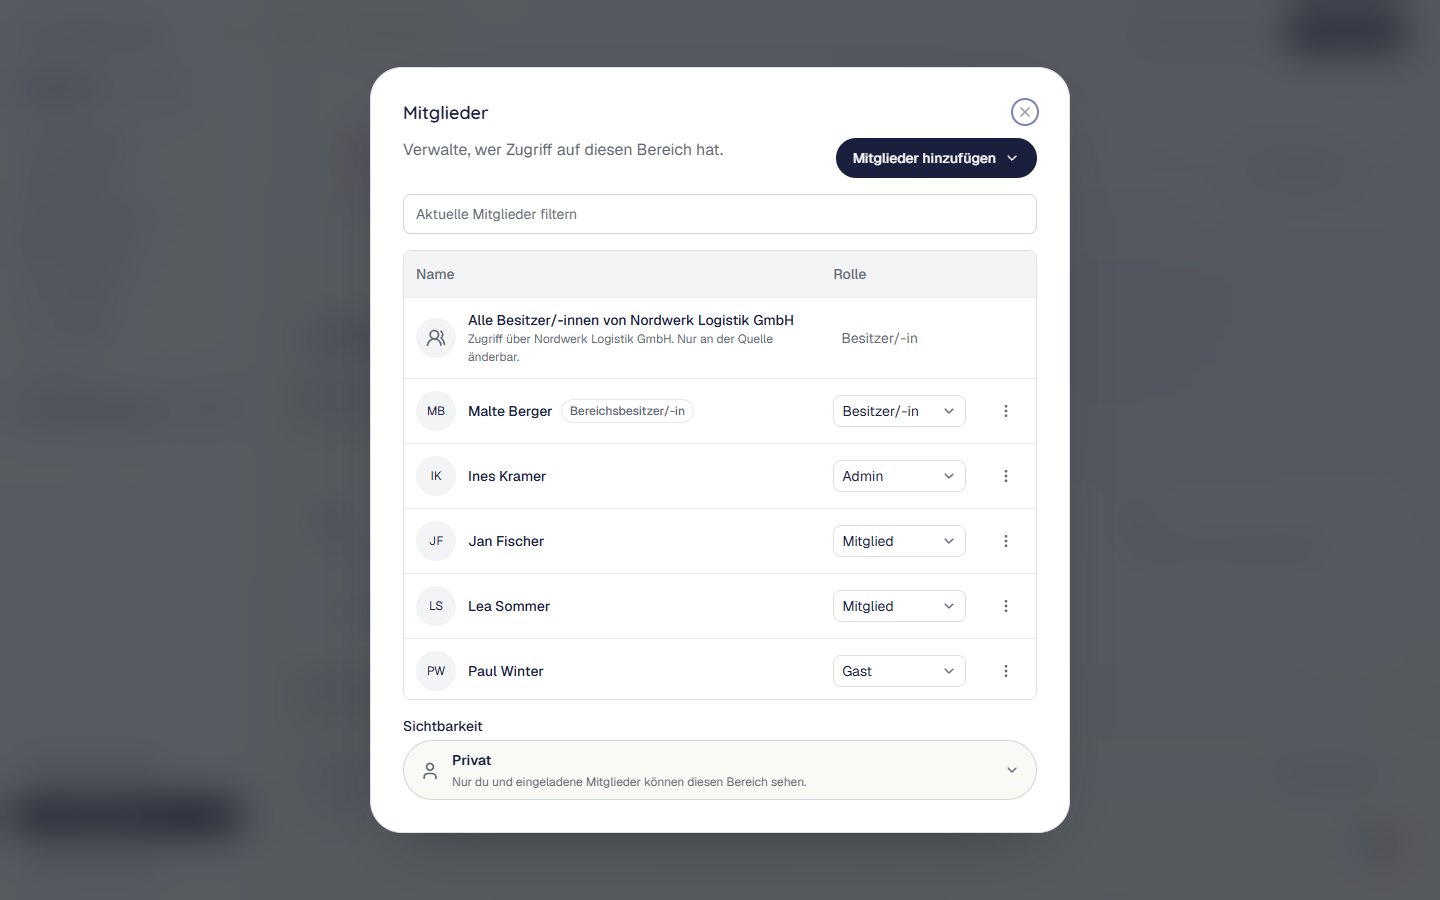 Mitglieder
Verwalte, wer Zugriff auf diesen Bereich hat.
Mitglieder hinzufügen
Aktuelle Mitglieder filtern
Name Rolle
Alle Besitzer/-innen von Nordwerk Logistik GmbH
Zugriff über Nordwerk Logistik GmbH. Nur an der Quelle
änderbar.
Besitzer/-in
MB Malte Berger Bereichsbesitzer/-in Besitzer/-in
IK Ines Kramer Admin
JF Jan Fischer Mitglied
LS Lea Sommer Mitglied
PW Paul Winter Gast
Sichtbarkeit
Privat
Nur du und eingeladene Mitglieder können diesen Bereich sehen.